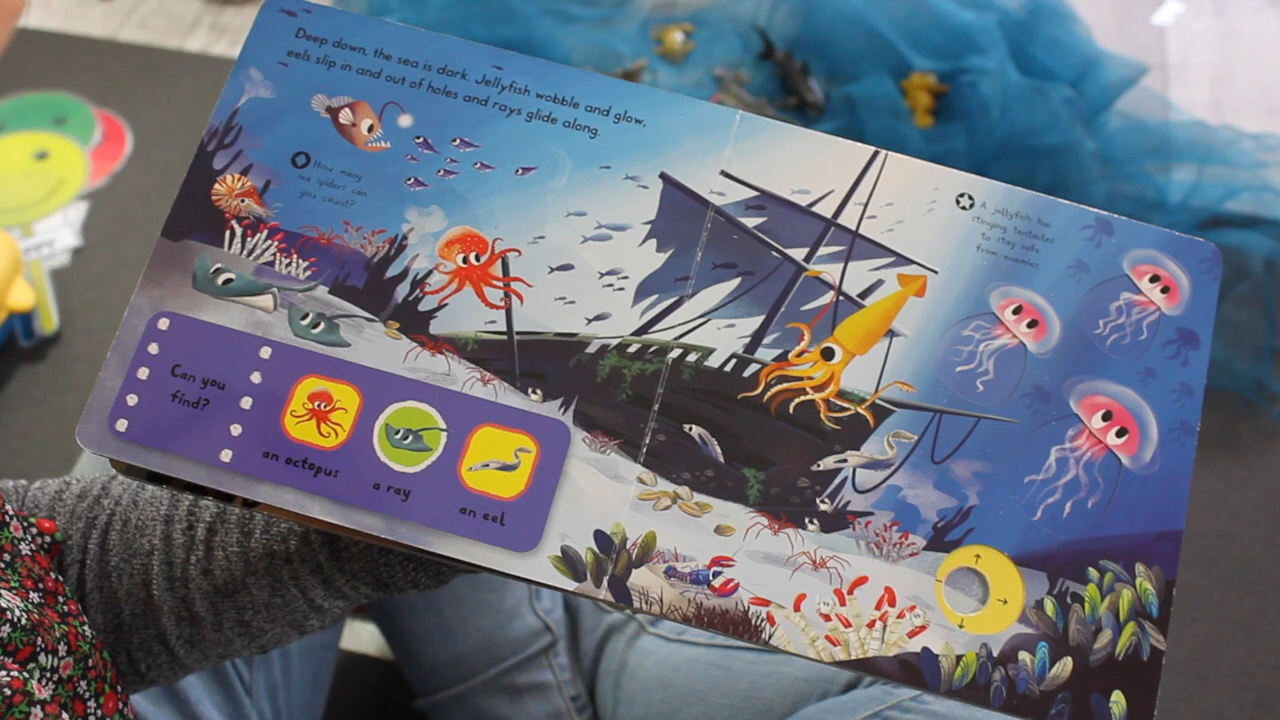 Deep down, the sea is dark. Jellyfish wobble and glow,
eels slip in and out of holes and rays glide along.
How many
sea spiders can
you count?
A jellyfish has
stinging tentacles
to stay safe
from enemies
Can you
find?
an octopus
a ray
an eel